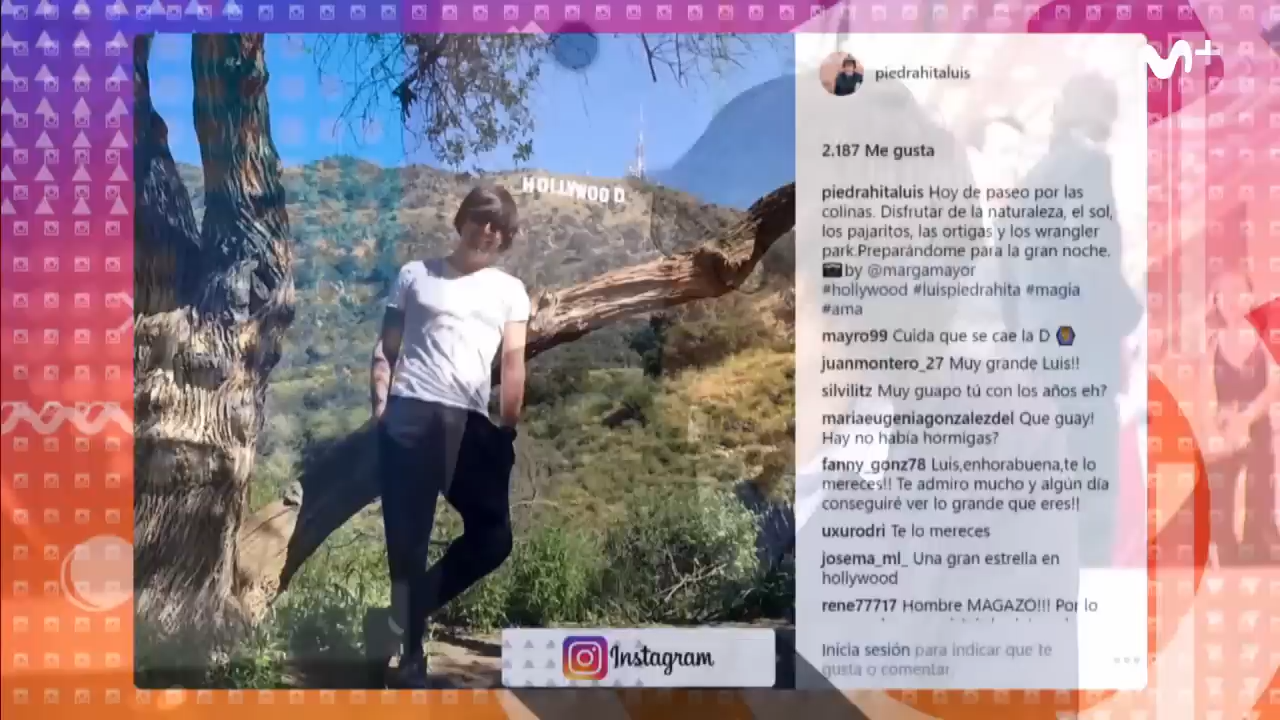 M+
piedrahitaluis
HOLLYWOOD
2.187 Me gusta
piedrahitaluis Hoy de paseo por las
colinas. Disfrutar de la naturaleza, el sol,
los pajaritos, las ortigas y los wrangler
park.Preparándome para la gran noche.
by @margamayor
#hollywood #luispiedrahita #magia
#ama
mayro99 Cuida que se cae la D
juanmontero_27 Muy grande Luis!!
silvilitz Muy guapo tú con los años eh?
mariaeugeniagonzalezdel Que guay!
Hay no había hormigas?
fanny_gonz78 Luis,enhorabuena,te lo
mereces!! Te admiro mucho y algún día
conseguiré ver lo grande que eres!!
uxurodri Te lo mereces
josema_ml_ Una gran estrella en
hollywood
rene77717 Hombre MAGAZO!!! Por lo
Inicia sesión para indicar que te
gusta o comentar.
Instagram